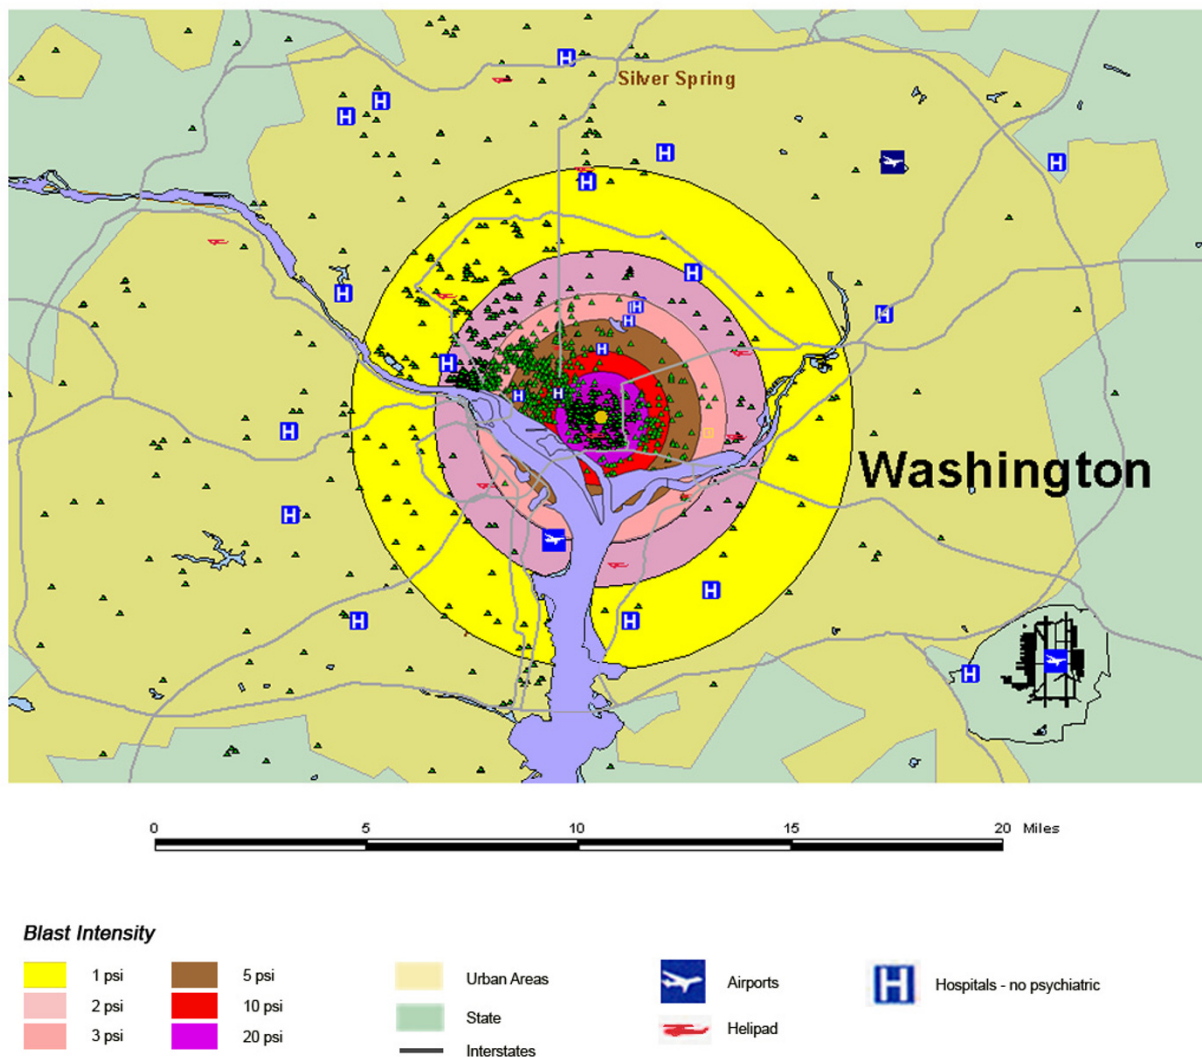 Silver Spring
Washington
0 5 10 15 20 Miles
Blast Intensity
1 psi
2 psi
3 psi
5 psi
10 psi
20 psi
Urban Areas
State
Interstates
Airports
Helipad
H Hospitals - no psychiatric